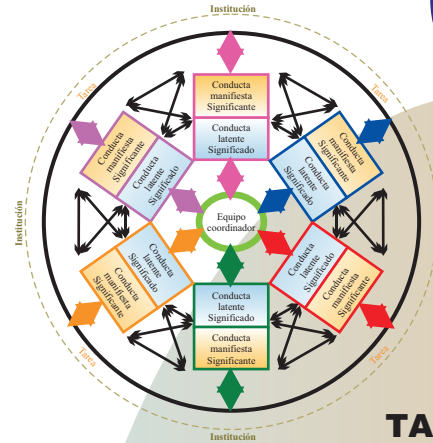 Institución
Tarea
Tarea
Conducta
manifiesta
Significante
Conducta
latente
Significado
Conducta
manifiesta
Significante
Conducta
latente
Significado
Conducta
latente
Significado
Conducta
manifiesta
Significante
Institución
Institución
Equipo
coordinador
Conducta
latente
Significado
Conducta
manifiesta
Significante
Conducta
latente
Significado
Conducta
manifiesta
Significante
Conducta
latente
Significado
Conducta
manifiesta
Significante
Tarea
Tarea
TA
Institución